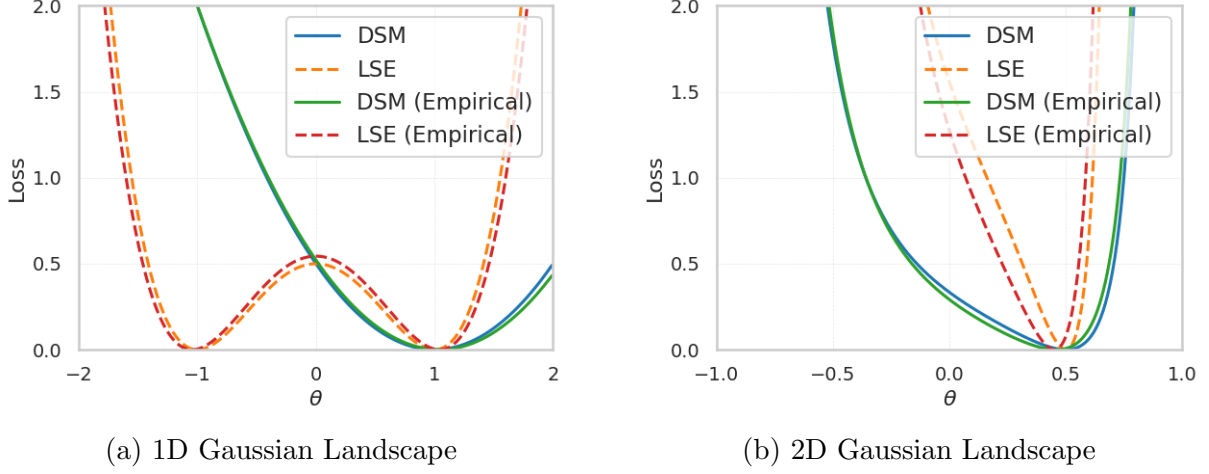 2.0
1.5
1.0
0.5
0.0
Loss
−2
−1
0
1
2
θ
DSM
LSE
DSM (Empirical)
LSE (Empirical)
(a) 1D Gaussian Landscape
2.0
1.5
1.0
0.5
0.0
Loss
−1.0
−0.5
0.0
0.5
1.0
θ
DSM
LSE
DSM (Empirical)
LSE (Empirical)
(b) 2D Gaussian Landscape